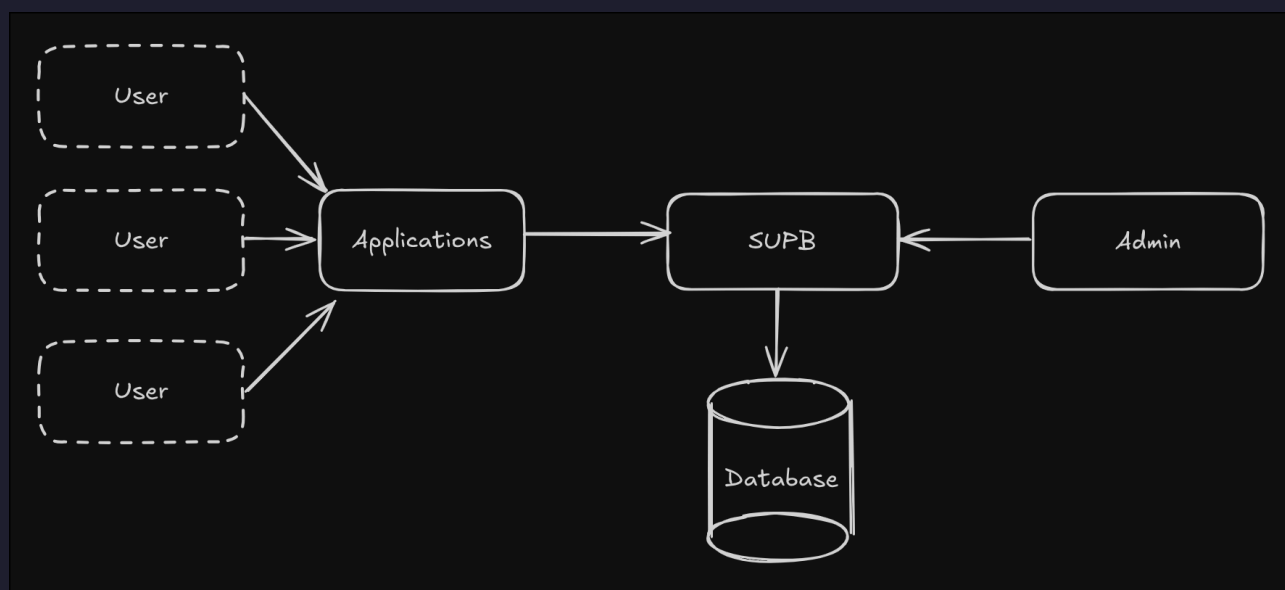 User
User
Applications
SUPB
Admin
User
Database